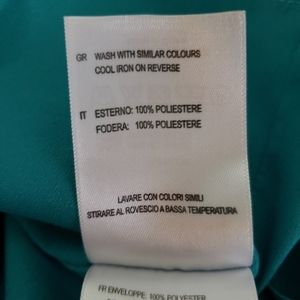 GR WASH WITH SIMILAR COLOURS
COOL IRON ON REVERSE
IT ESTERNO: 100% POLIESTERE
FODERA: 100% POLIESTERE
LAVARE CON COLORI SIMILI
STIRARE AL ROVESCIO A BASSA TEMPERATURA
FR ENVELOPPE: 100% POLYESTER